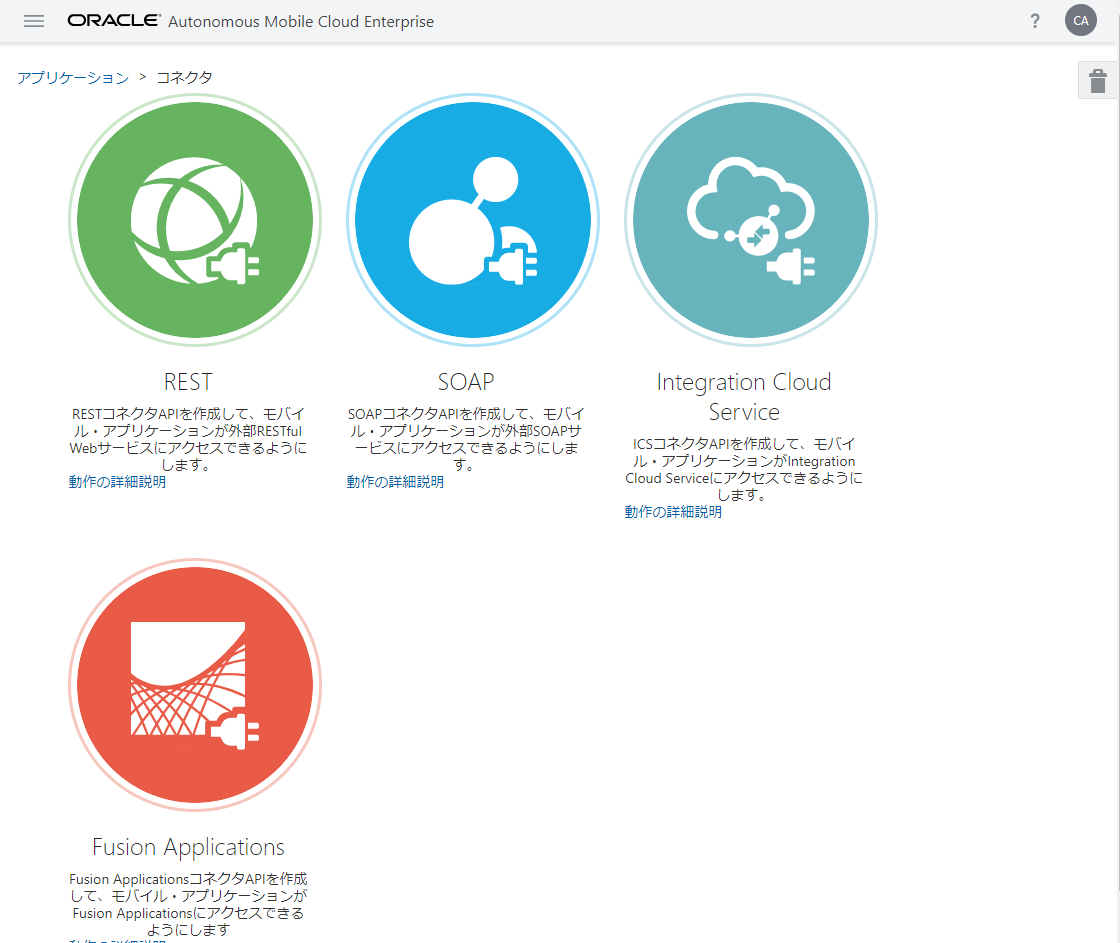 ORACLE® Autonomous Mobile Cloud Enterprise
?
CA
アプリケーション > コネクタ
REST
RESTコネクタAPIを作成して、モバイ
ル・アプリケーションが外部RESTful
Webサービスにアクセスできるように
します。
動作の詳細説明
SOAP
SOAPコネクタAPIを作成して、モバイ
ル・アプリケーションが外部SOAPサ
ービスにアクセスできるようにしま
す。
動作の詳細説明
Integration Cloud
Service
ICSコネクタAPIを作成して、モバイ
ル・アプリケーションがIntegration
Cloud Serviceにアクセスできるように
します。
動作の詳細説明
Fusion Applications
Fusion ApplicationsコネクタAPIを作成
して、モバイル・アプリケーションが
Fusion Applicationsにアクセスできる
ようにします
動作の詳細説明